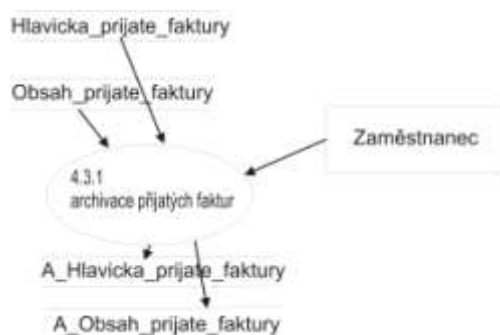 Hlavicka_prijate_faktury
Obsah_prijate_faktury
Zaměstnanec
4.3.1
archivace přijatých faktur
A_Hlavicka_prijate_faktury
A_Obsah_prijate_faktury